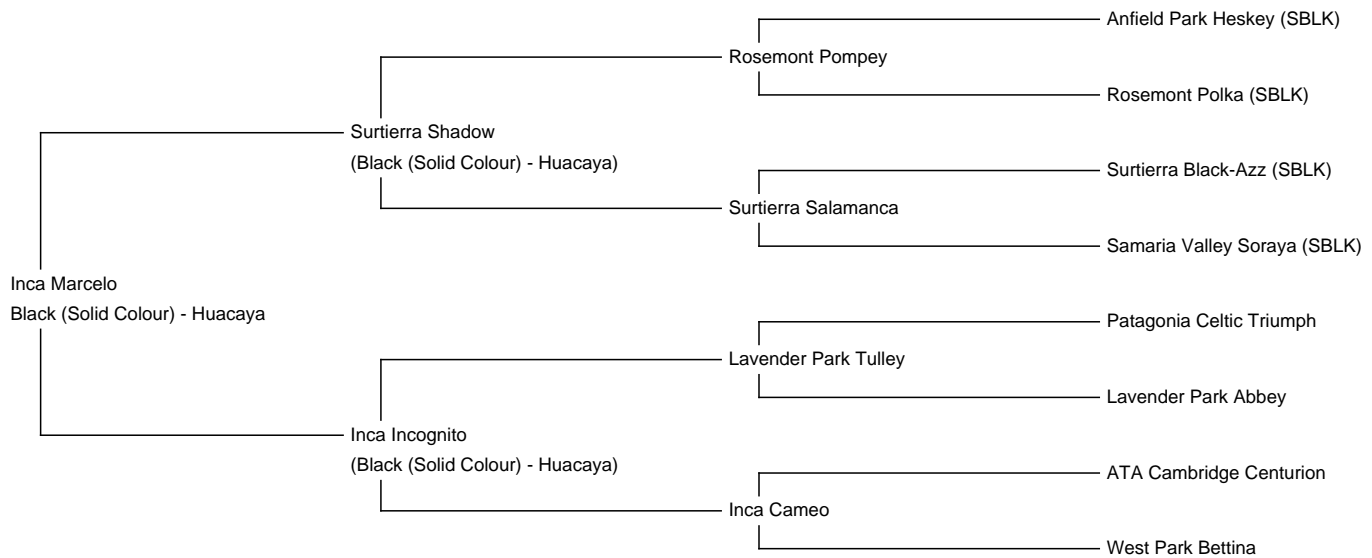 Anfield Park Heskey (SBLK)
Rosemont Pompey
Rosemont Polka (SBLK)
Surtierra Shadow
(Black (Solid Colour) - Huacaya)
Surtierra Black-Azz (SBLK)
Surtierra Salamanca
Samaria Valley Soraya (SBLK)
Inca Marcelo
Black (Solid Colour) - Huacaya
Patagonia Celtic Triumph
Lavender Park Tulley
Lavender Park Abbey
Inca Incognito
(Black (Solid Colour) - Huacaya)
ATA Cambridge Centurion
Inca Cameo
West Park Bettina